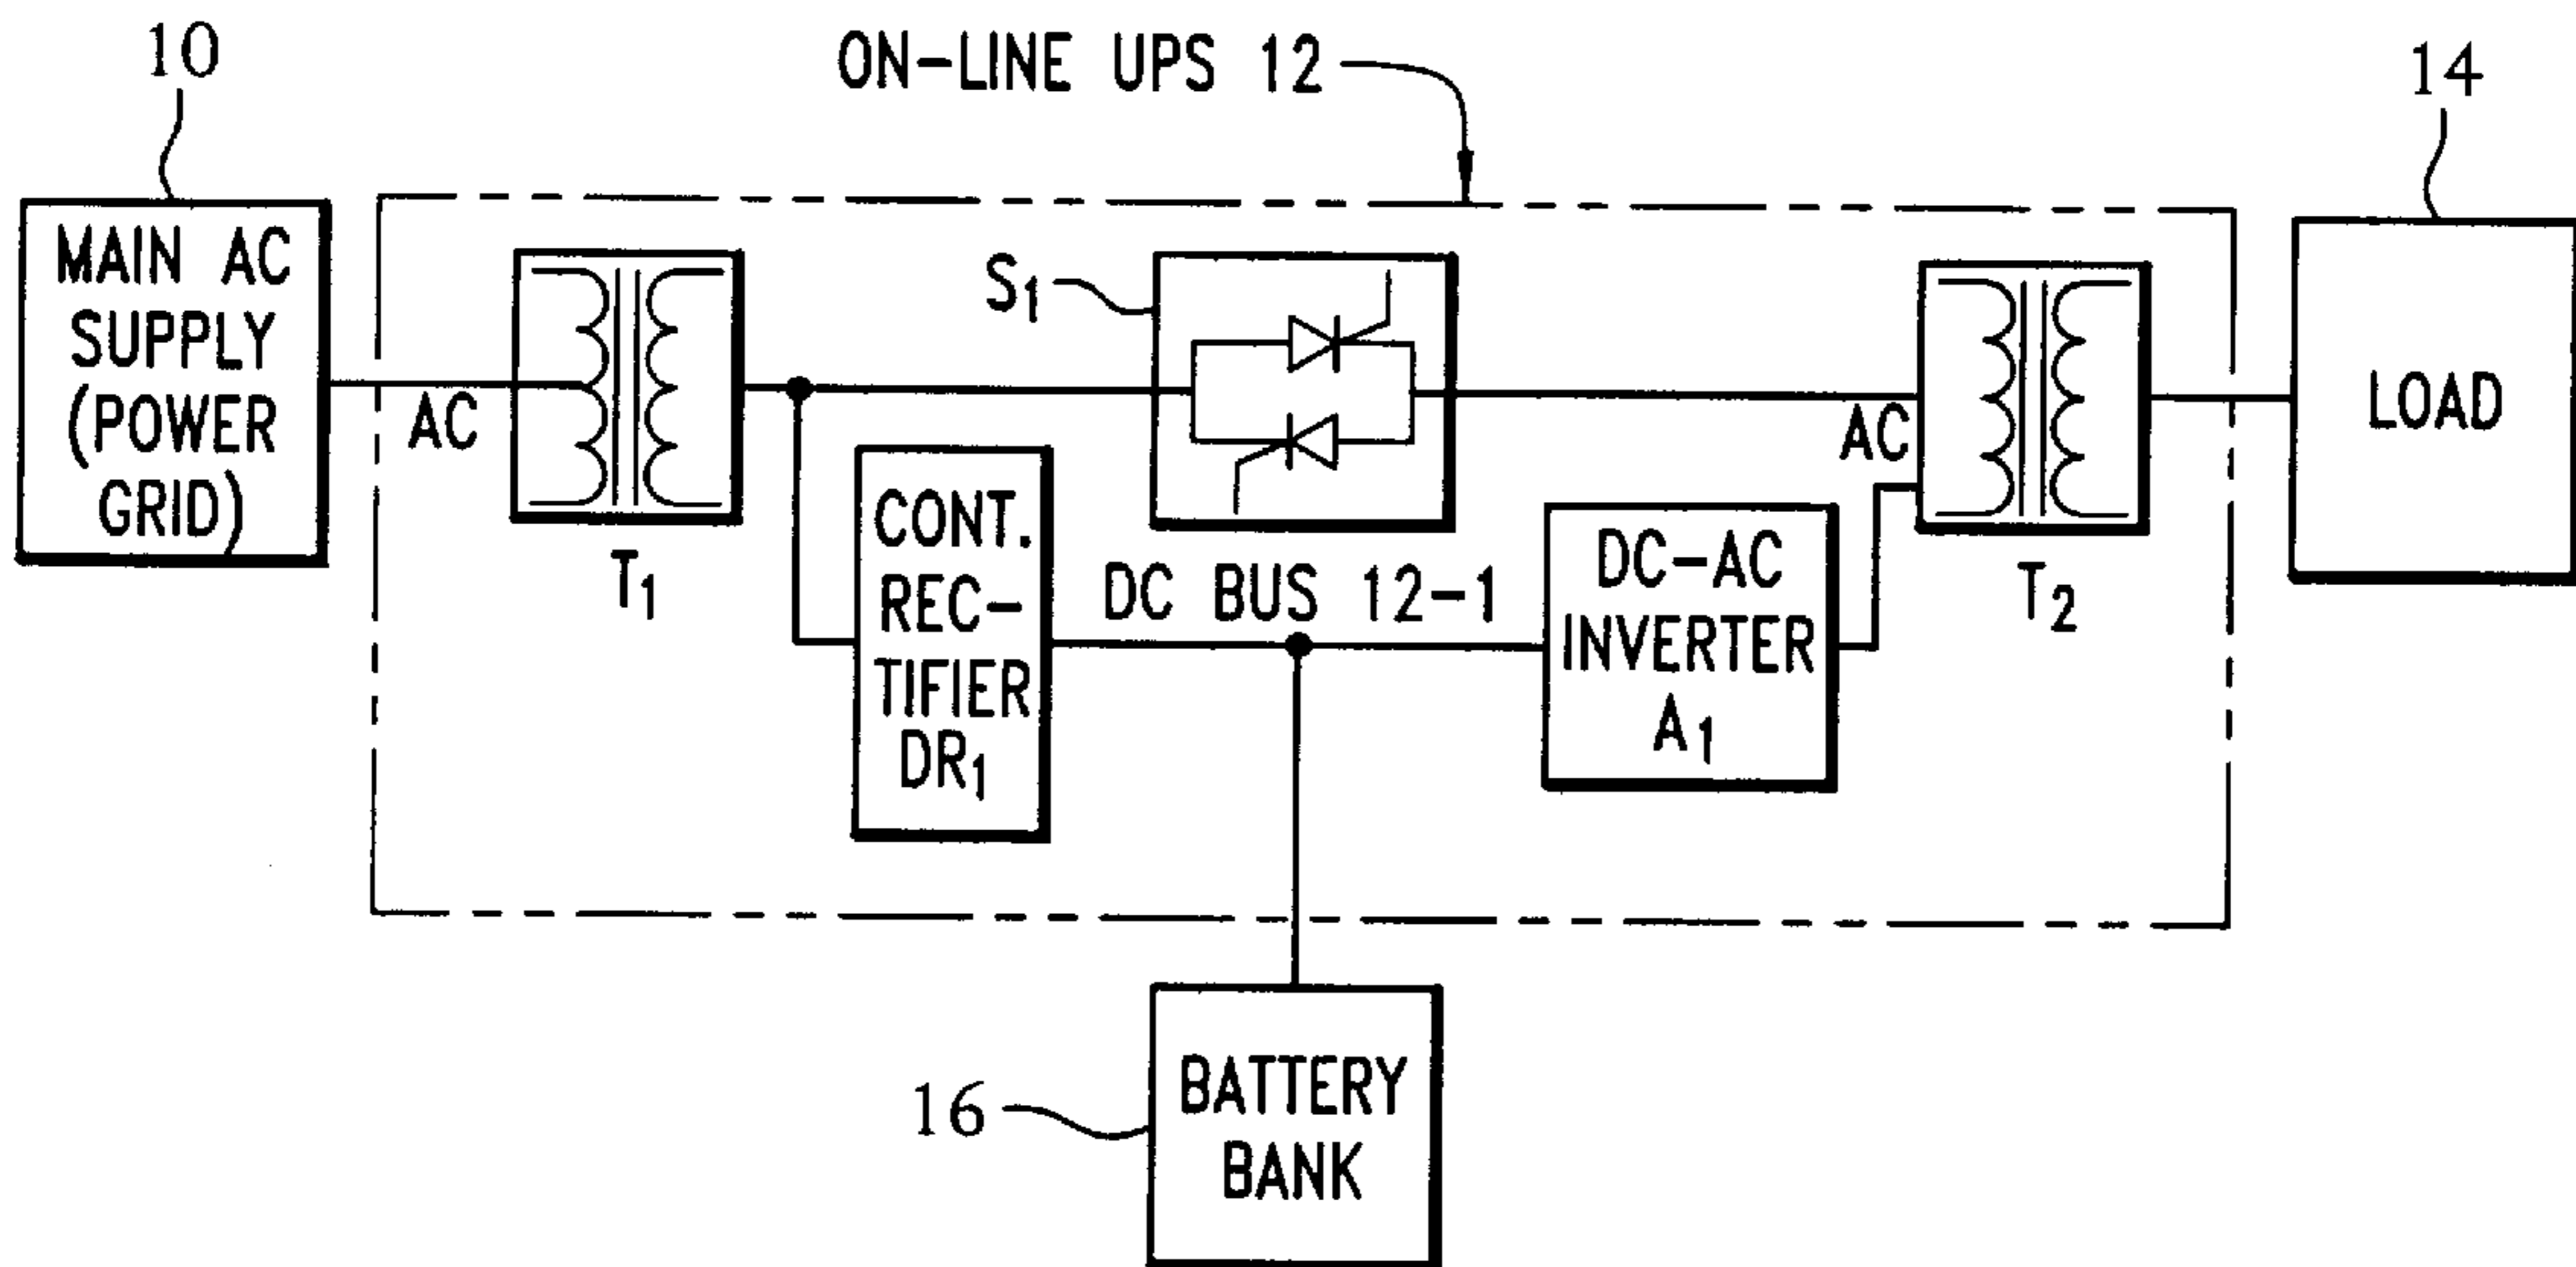 10
ON-LINE UPS 12
14
MAIN AC
SUPPLY
(POWER
GRID)
AC
T1
S1
CONT.
REC-
TIFIER
DR1
DC BUS 12-1
DC-AC
INVERTER
A1
AC
T2
LOAD
16
BATTERY
BANK